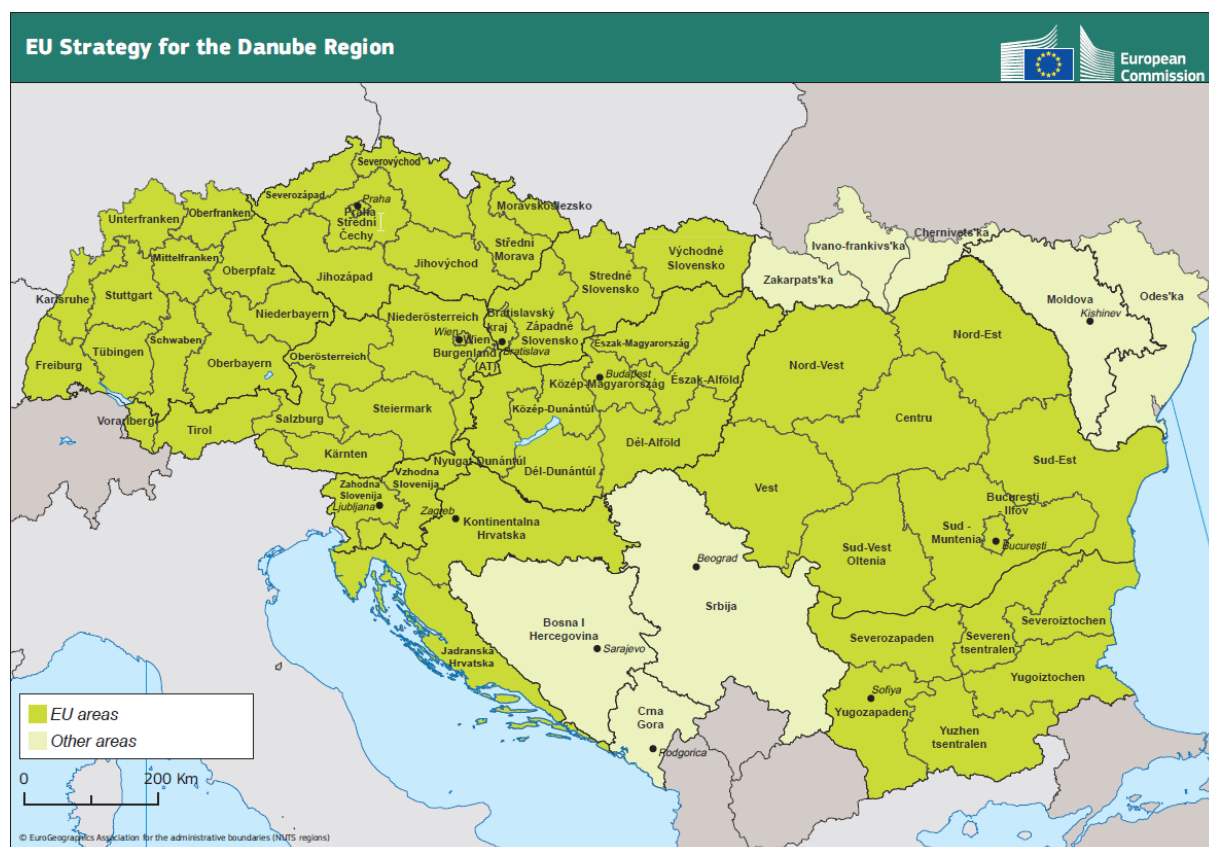 EU Strategy for the Danube Region
European
Commission
Severovýchod
Severozápad
Praha
Praha
Střední
Čechy
Moravskoslezsko
Unterfranken
Oberfranken
Mittelfranken
Oberpfalz
Jihozápad
Jihovýchod
Střední
Morava
Stredné
Slovensko
Východné
Slovensko
Ivano-frankivs'ka
Chernivets'ka
Zakarpats'ka
Moldova
Kishinev
Odes'ka
Karlsruhe
Stuttgart
Niederbayern
Niederösterreich
Bratislavský
kraj
Západné
Slovensko
Wien
Wien
Bratislava
Burgenland
(AT)
Freiburg
Tübingen
Schwaben
Oberbayern
Oberösterreich
Észak-Magyarország
Budapest
Közép-Magyarország
Észak-Alföld
Nord-Vest
Nord-Est
Vorarlberg
Tirol
Salzburg
Steiermark
Közép-Dunántúl
Centru
Kärnten
Nyugat-Dunántúl
Dél-Dunántúl
Dél-Alföld
Sud-Est
Zahodna
Slovenija
Ljubljana
Vzhodna
Slovenija
Vest
Zagreb
Kontinentalna
Hrvatska
Bucureşti
- Ilfov
Sud -
Muntenia
Bucureşti
Sud-Vest
Oltenia
Beograd
Srbija
Bosna I
Hercegovina
Sarajevo
Jadranska
Hrvatska
Severozapaden
Severen
tsentralen
Severoiztochen
Yugoiztochen
Sofiya
Yugozapaden
Yuzhen
tsentralen
Crna
Gora
Podgorica
EU areas
Other areas
0 200 Km
© EuroGeographics Association for the administrative boundaries (NUTS regions)